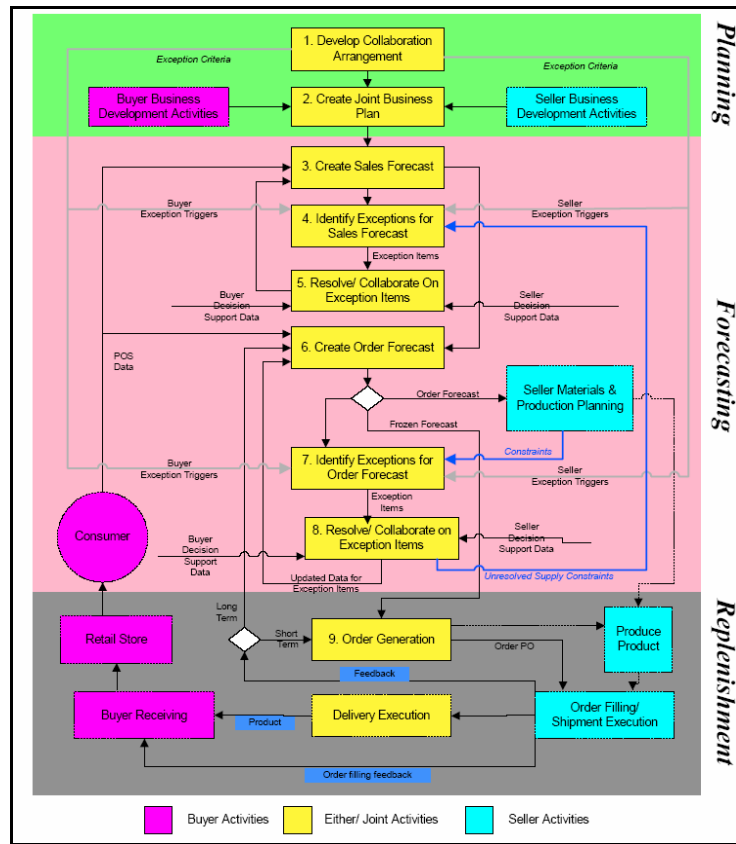 Planning
1. Develop Collaboration
Arrangement
Exception Criteria
Exception Criteria
Buyer Business
Development Activities
2. Create Joint Business
Plan
Seller Business
Development Activities
Forecasting
3. Create Sales Forecast
Buyer
Exception Triggers
Seller
Exception Triggers
4. Identify Exceptions for
Sales Forecast
Exception Items
5. Resolve/ Collaborate On
Exception Items
Buyer
Decision
Support Data
Seller
Decision
Support Data
6. Create Order Forecast
POS
Data
Order Forecast
Seller Materials &
Production Planning
Frozen Forecast
Constraints
7. Identify Exceptions for
Order Forecast
Buyer
Exception Triggers
Seller
Exception Triggers
Exception
Items
Consumer
8. Resolve/ Collaborate on
Exception Items
Buyer
Decision
Support
Data
Seller
Decision
Support Data
Updated Data for
Exception Items
Unresolved Supply Constraints
Replenishment
Long
Term
Short
Term
Retail Store
9. Order Generation
Order PO
Produce
Product
Feedback
Buyer Receiving
Product
Delivery Execution
Order Filling/
Shipment Execution
Order filling feedback
Buyer Activities
Either/ Joint Activities
Seller Activities